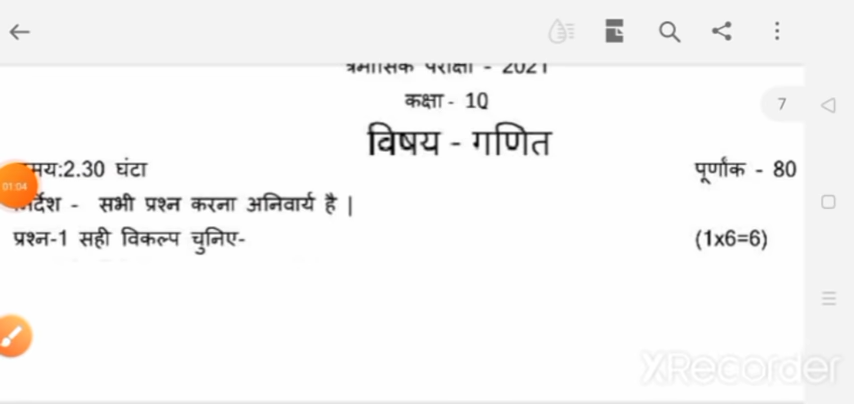 त्रैमासिक परीक्षा - 2021
कक्षा - 10
7
विषय - गणित
समय:2.30 घंटा
पूर्णांक - 80
01:04
निर्देश - सभी प्रश्न करना अनिवार्य है |
प्रश्न-1 सही विकल्प चुनिए-
(1x6=6)
XRecorder